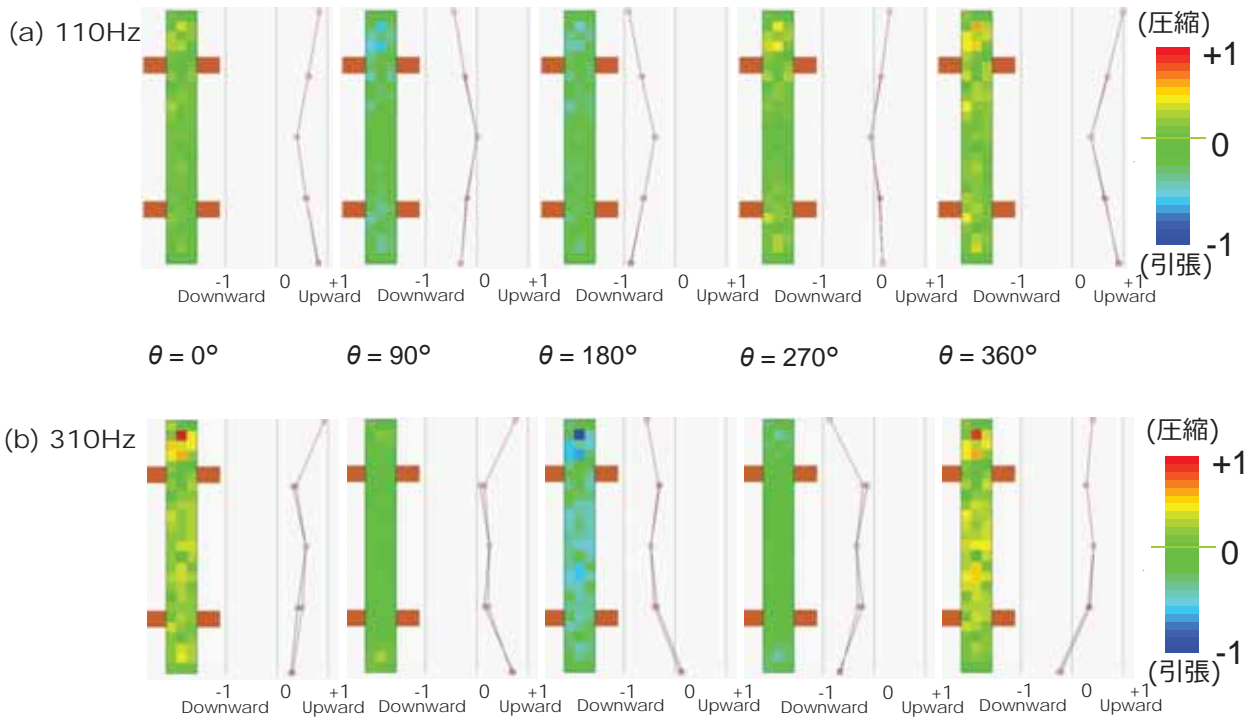 (a) 110Hz
(圧縮)
+1
0
-1
(引張)
-1 0 +1 -1 0 +1 -1 0 +1 -1 0 +1 -1 0 +1
Downward Upward Downward Upward Downward Upward Downward Upward Downward Upward
θ = 0° θ = 90° θ = 180° θ = 270° θ = 360°
(b) 310Hz
(圧縮)
+1
0
-1
(引張)
-1 0 +1 -1 0 +1 -1 0 +1 -1 0 +1 -1 0 +1
Downward Upward Downward Upward Downward Upward Downward Upward Downward Upward